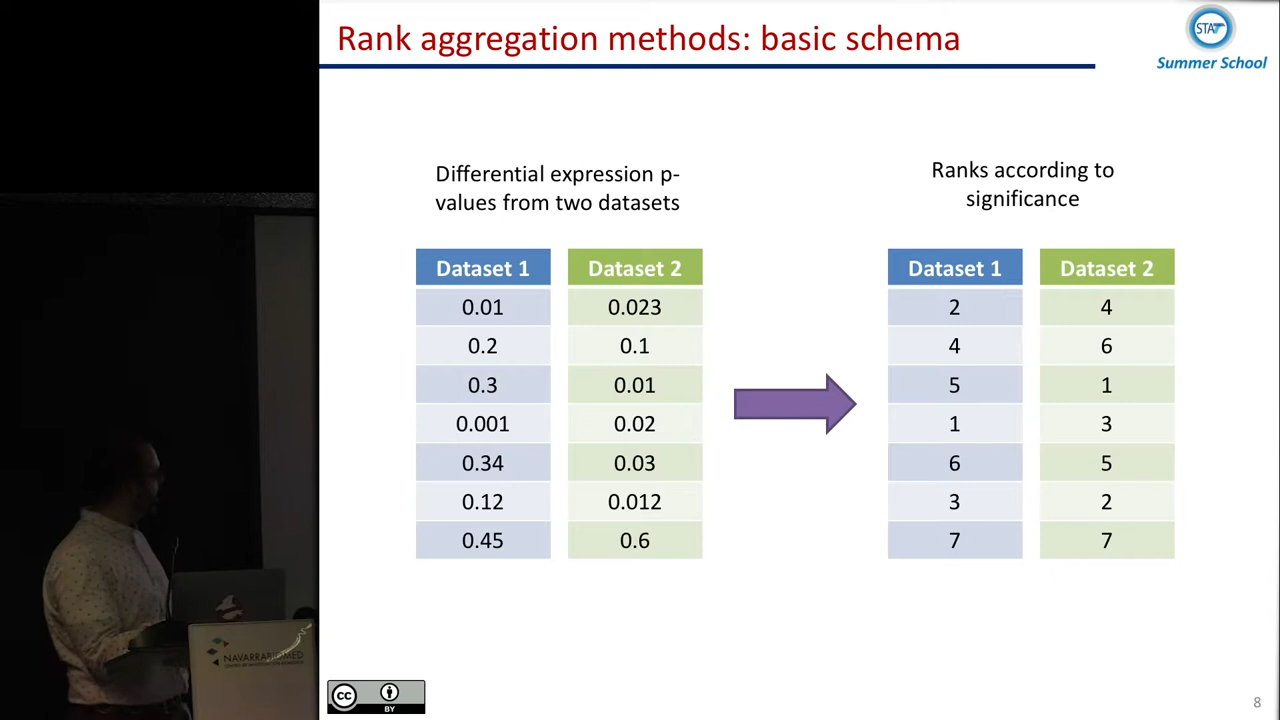 Rank aggregation methods: basic schema
STAT
Summer School
Differential expression p-
values from two datasets
Ranks according to
significance
Dataset 1 Dataset 2
0.01 0.023
0.2 0.1
0.3 0.01
0.001 0.02
0.34 0.03
0.12 0.012
0.45 0.6
Dataset 1 Dataset 2
2 4
4 6
5 1
1 3
6 5
3 2
7 7
NAVARRABIOMED
cc
BY
8